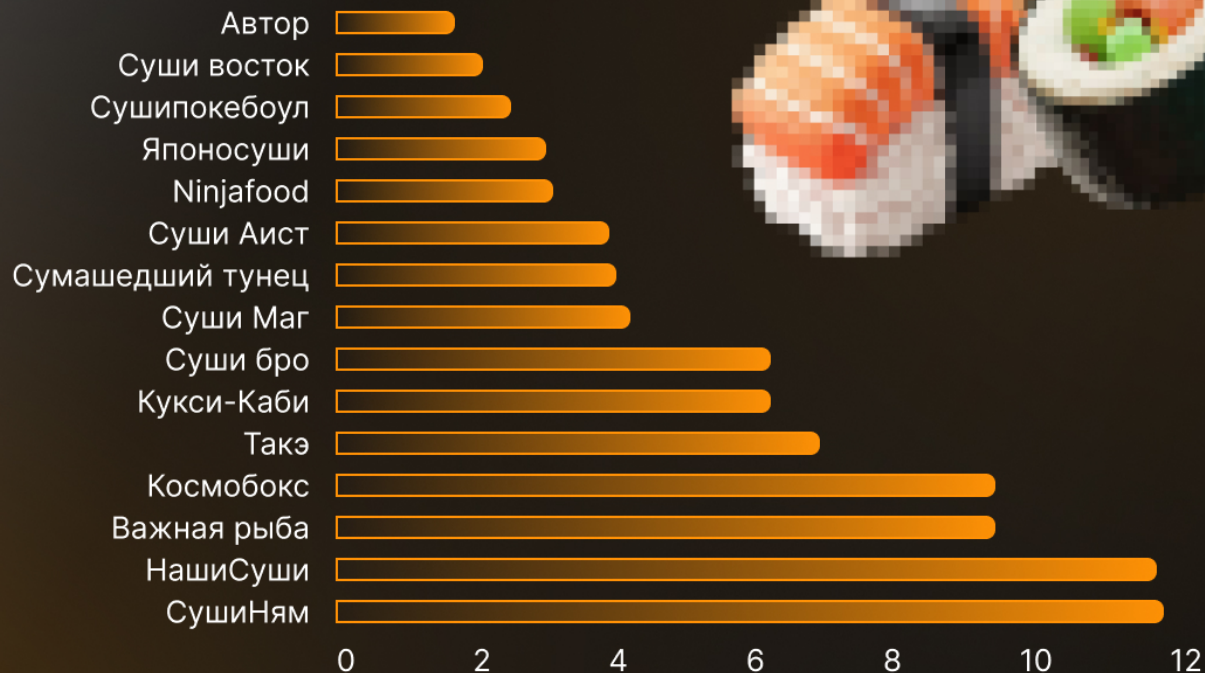 Автор
Суши восток
Сушипокебоул
Японосуши
Ninjafood
Суши Аист
Сумашедший тунец
Суши Маг
Суши бро
Кукси-Каби
Такэ
Космобокс
Важная рыба
НашиСуши
СушиНям
0 2 4 6 8 10 12